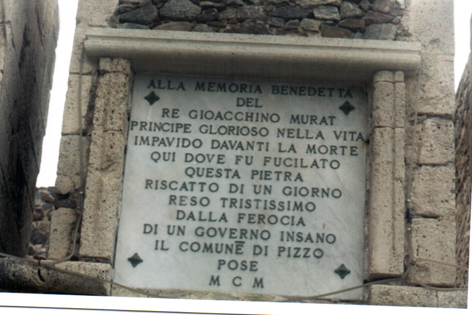 ALLA MEMORIA BENEDETTA
DEL
RE GIOACCHINO MURAT
PRINCIPE GLORIOSO NELLA VITA
IMPAVIDO DAVANTI LA MORTE
QUI DOVE FU FUCILATO
QUESTA PIETRA
RISCATTO DI UN GIORNO
RESO TRISTISSIMO
DALLA FEROCIA
DI UN GOVERNO INSANO
IL COMUNE DI PIZZO
POSE
M C M